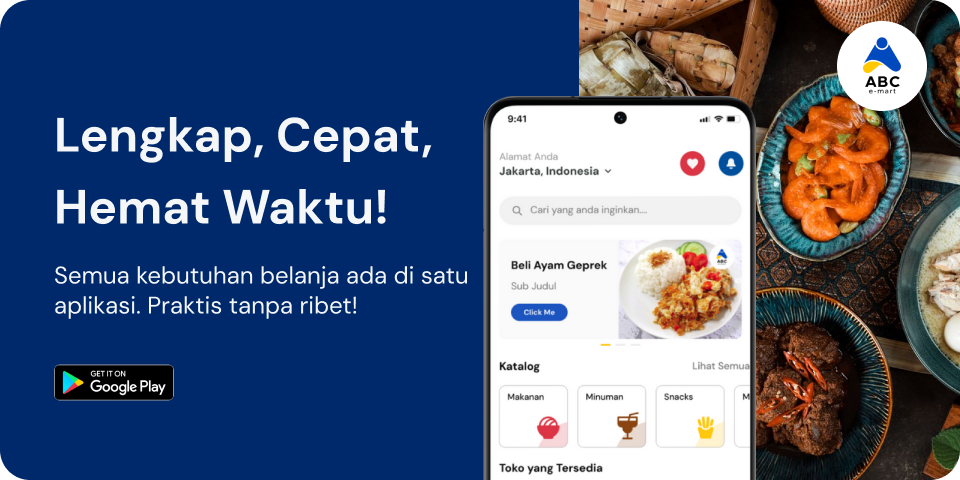 Lengkap, Cepat,
Hemat Waktu!
Semua kebutuhan belanja ada di satu
aplikasi. Praktis tanpa ribet!
GET IT ON
Google Play
9:41
Alamat Anda
Jakarta, Indonesia
Cari yang anda inginkan....
Beli Ayam Geprek
Sub Judul
Click Me
ABC
Katalog
Lihat Semua
Makanan
Minuman
Snacks
M
Toko yang Tersedia
ABC
e-mart